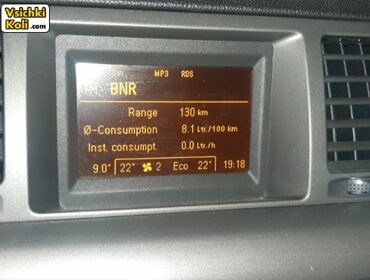 Vsichki
Koli .com
MP3 RDS
FM BNR
Range 130 km
Ø-Consumption 8.1 Ltr./100 km
Inst. consumpt. 0.0 Ltr./h
9.0° 22° 2 Eco 22° 19:18